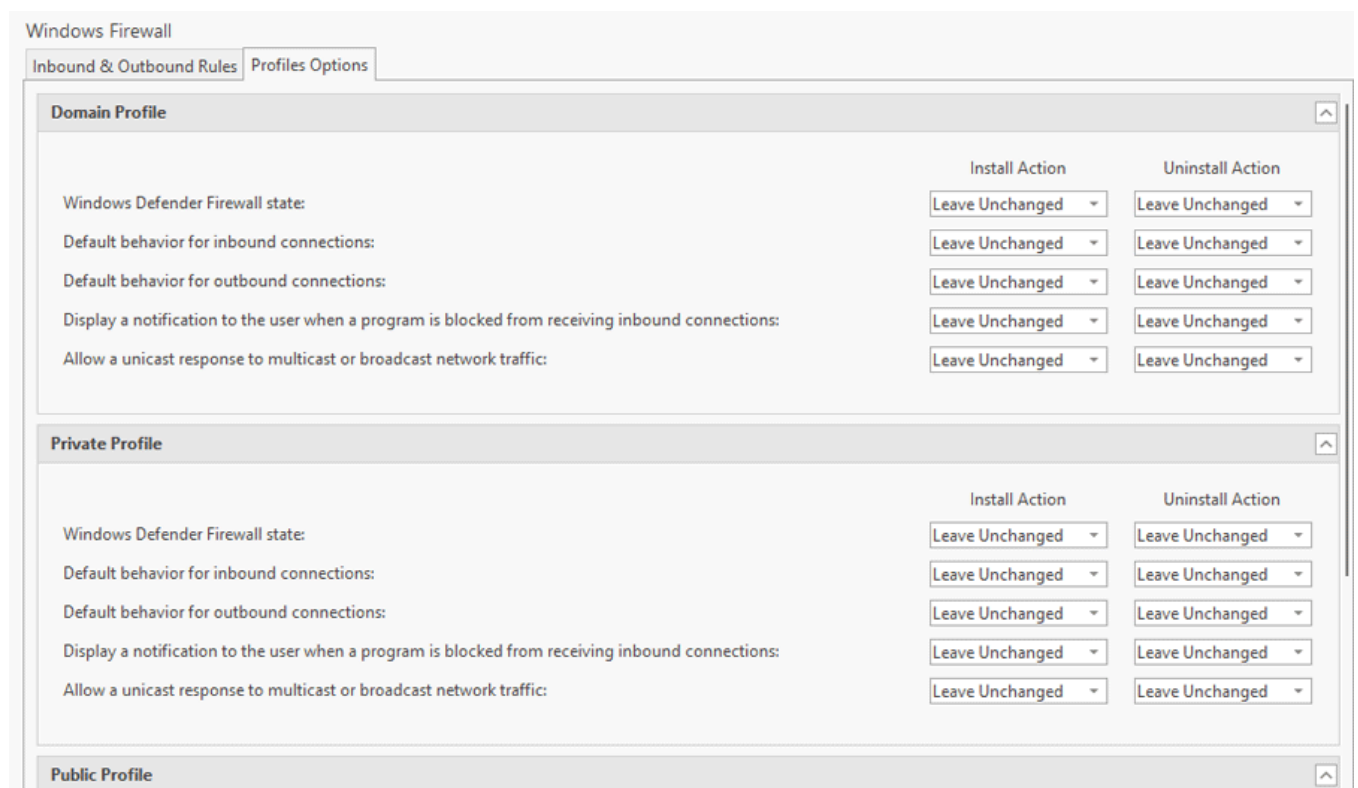 Windows Firewall
Inbound & Outbound Rules Profiles Options
Domain Profile
Install Action Uninstall Action
Windows Defender Firewall state: Leave Unchanged Leave Unchanged
Default behavior for inbound connections: Leave Unchanged Leave Unchanged
Default behavior for outbound connections: Leave Unchanged Leave Unchanged
Display a notification to the user when a program is blocked from receiving inbound connections: Leave Unchanged Leave Unchanged
Allow a unicast response to multicast or broadcast network traffic: Leave Unchanged Leave Unchanged
Private Profile
Install Action Uninstall Action
Windows Defender Firewall state: Leave Unchanged Leave Unchanged
Default behavior for inbound connections: Leave Unchanged Leave Unchanged
Default behavior for outbound connections: Leave Unchanged Leave Unchanged
Display a notification to the user when a program is blocked from receiving inbound connections: Leave Unchanged Leave Unchanged
Allow a unicast response to multicast or broadcast network traffic: Leave Unchanged Leave Unchanged
Public Profile